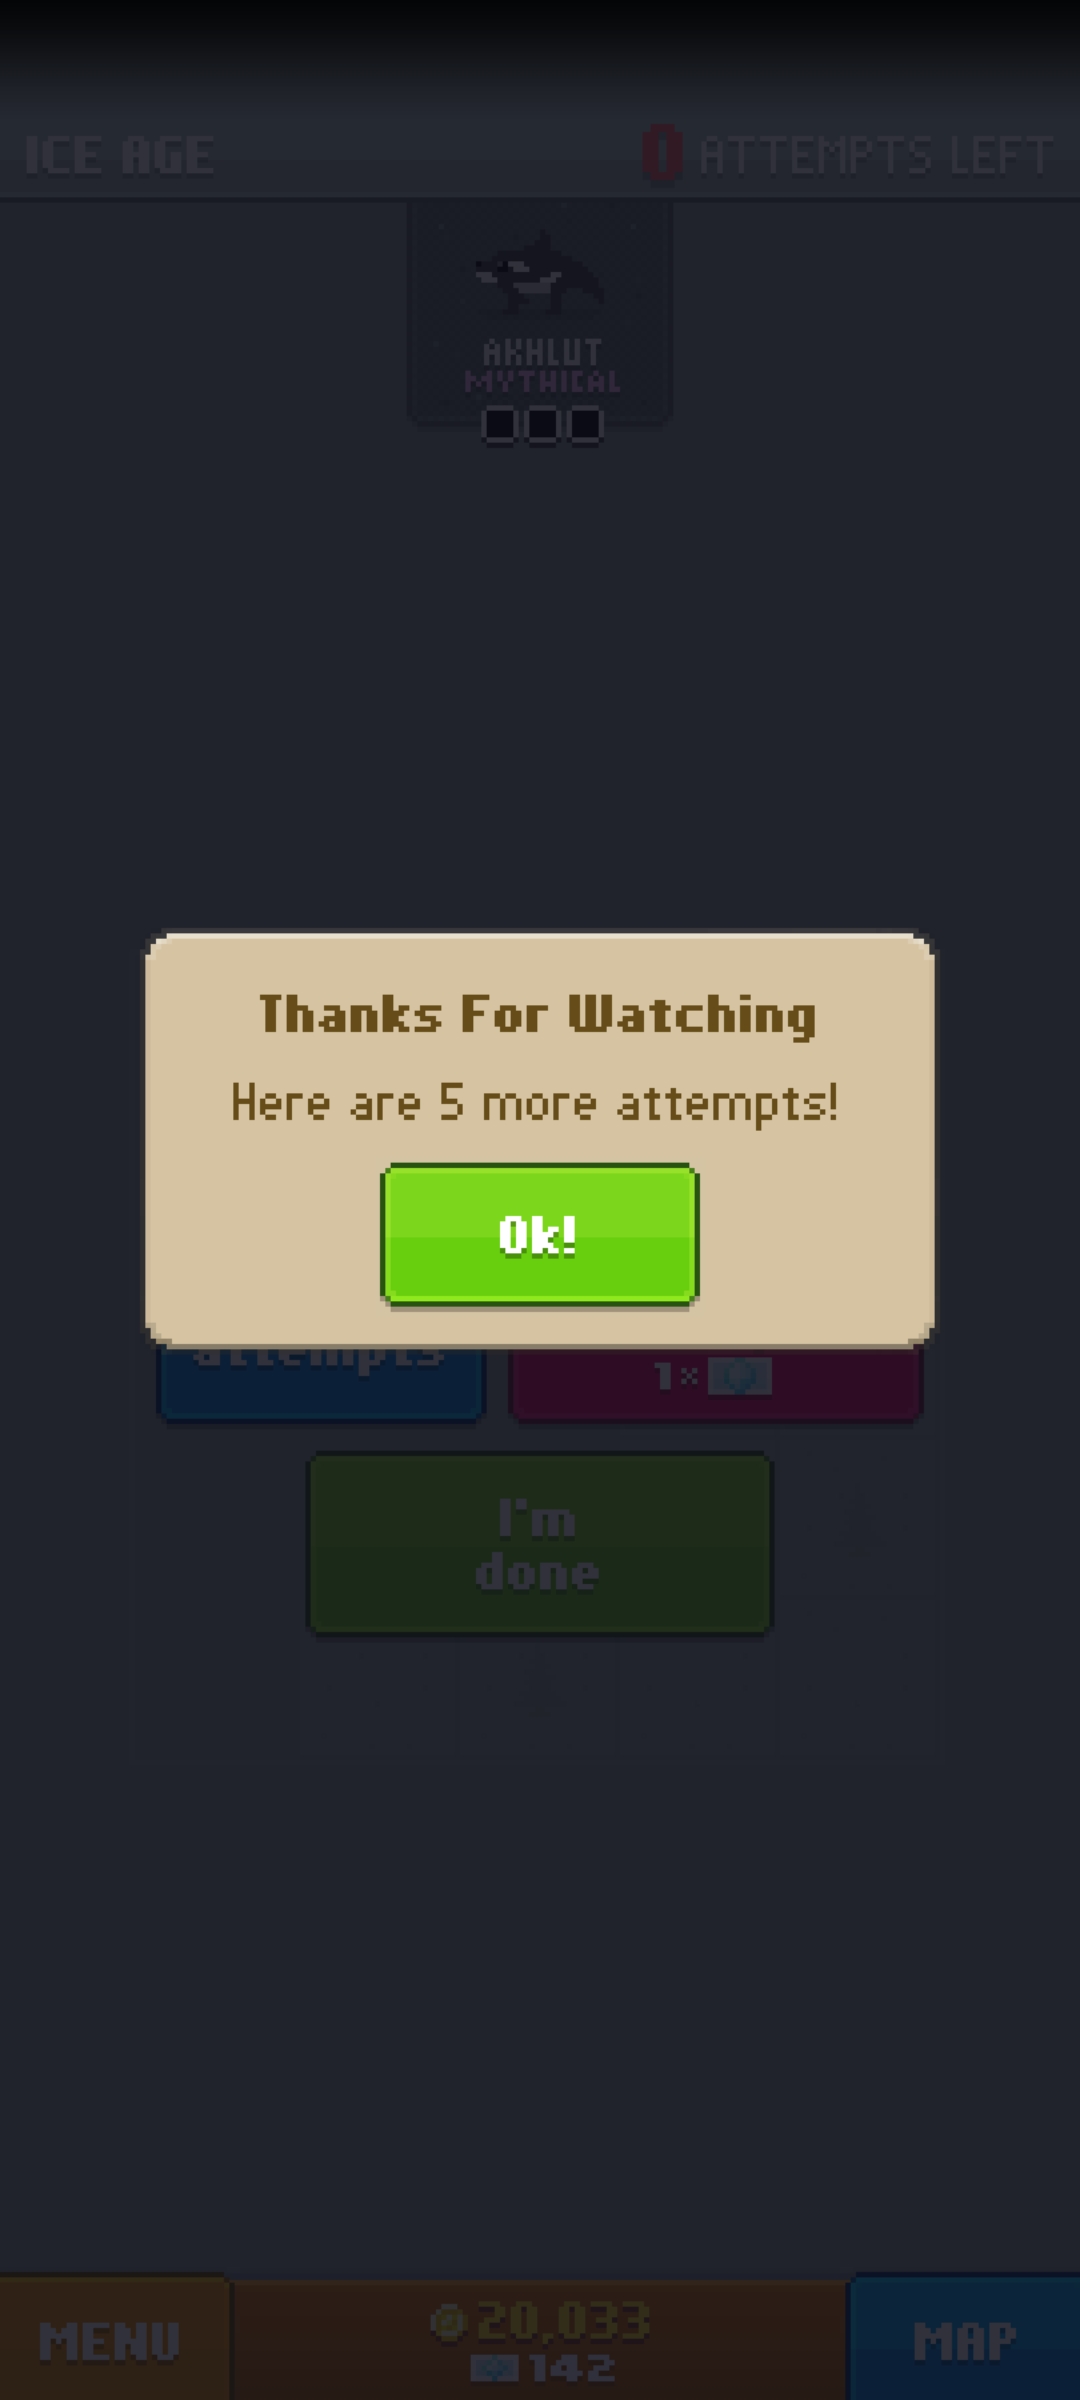 ICE AGE
0 ATTEMPTS LEFT
AKHLUT
MYTHICAL
Thanks For Watching
Here are 5 more attempts!
Ok!
attempts
1×
I'm
done
MENU
20,033
142
MAP